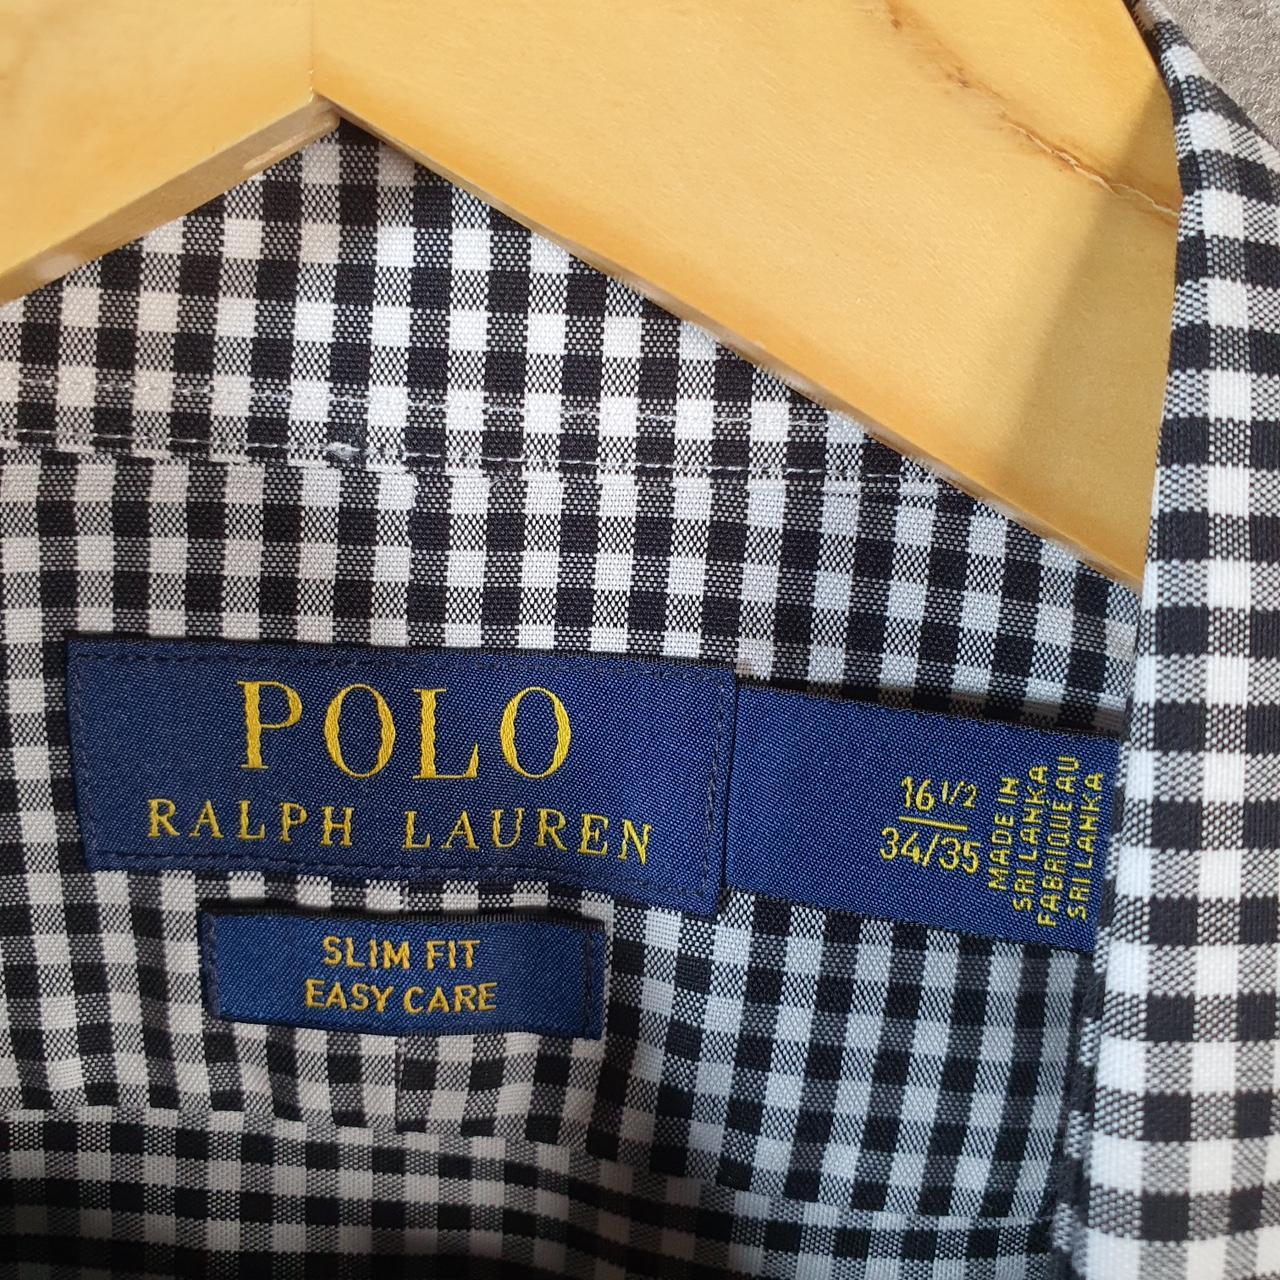 POLO
RALPH LAUREN
SLIM FIT
EASY CARE
16 1/2
34/35
MADE IN
SRI LANKA
FABRIQUE AU
SRI LANKA